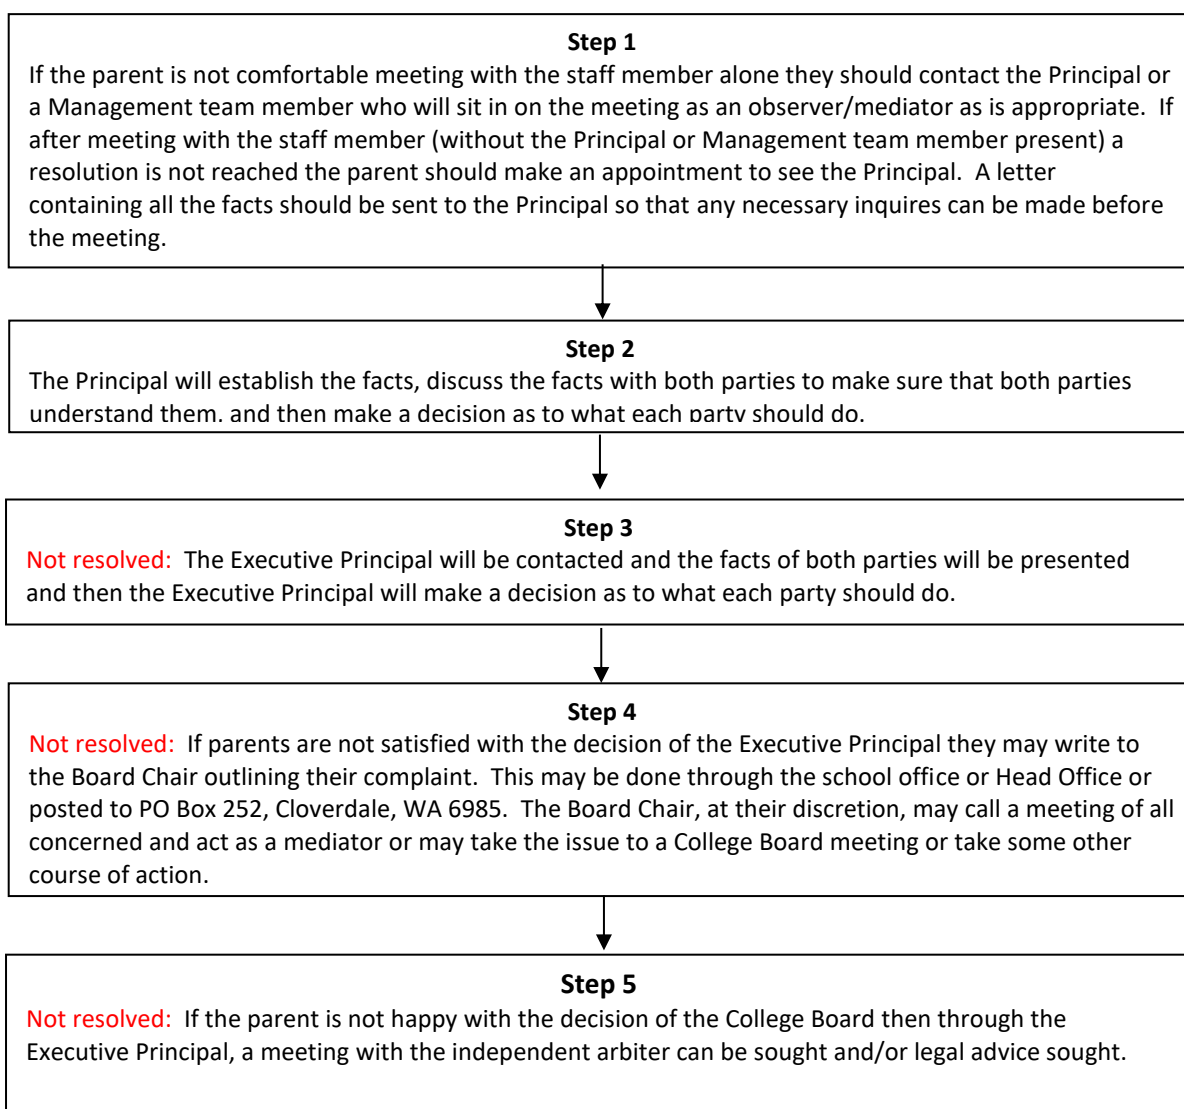 Step 1
If the parent is not comfortable meeting with the staff member alone they should contact the Principal or
a Management team member who will sit in on the meeting as an observer/mediator as is appropriate.  If
after meeting with the staff member (without the Principal or Management team member present) a
resolution is not reached the parent should make an appointment to see the Principal.  A letter
containing all the facts should be sent to the Principal so that any necessary inquires can be made before
the meeting.
Step 2
The Principal will establish the facts, discuss the facts with both parties to make sure that both parties
understand them, and then make a decision as to what each party should do.
Step 3
Not resolved:  The Executive Principal will be contacted and the facts of both parties will be presented
and then the Executive Principal will make a decision as to what each party should do.
Step 4
Not resolved:  If parents are not satisfied with the decision of the Executive Principal they may write to
the Board Chair outlining their complaint.  This may be done through the school office or Head Office or
posted to PO Box 252, Cloverdale, WA 6985.  The Board Chair, at their discretion, may call a meeting of all
concerned and act as a mediator or may take the issue to a College Board meeting or take some other
course of action.
Step 5
Not resolved:  If the parent is not happy with the decision of the College Board then through the
Executive Principal, a meeting with the independent arbiter can be sought and/or legal advice sought.